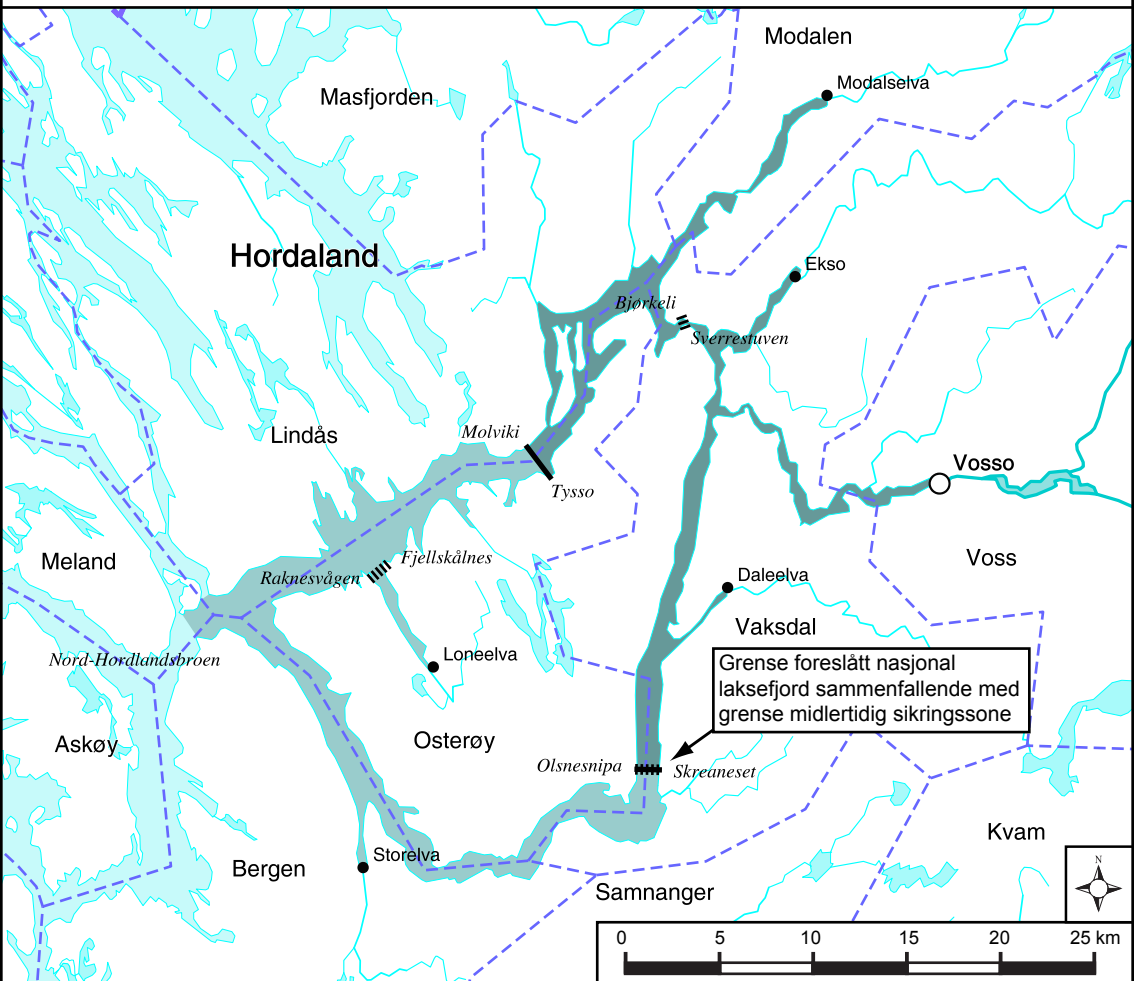 Modalen
Modalselva
Masfjorden
Hordaland
Ekso
Bjørkeli
Sverrestuven
Molviki
Lindås
Vosso
Tysso
Meland
Fjellskålnes
Raknesvågen
Voss
Daleelva
Vaksdal
Nord-Hordlandsbroen
Loneelva
Grense foreslått nasjonal
laksefjord sammenfallende med
grense midlertidig sikringssone
Askøy
Osterøy
Olsnesnipa
Skreaneset
Kvam
Storelva
Bergen
N
Samnanger
0 5 10 15 20 25 km